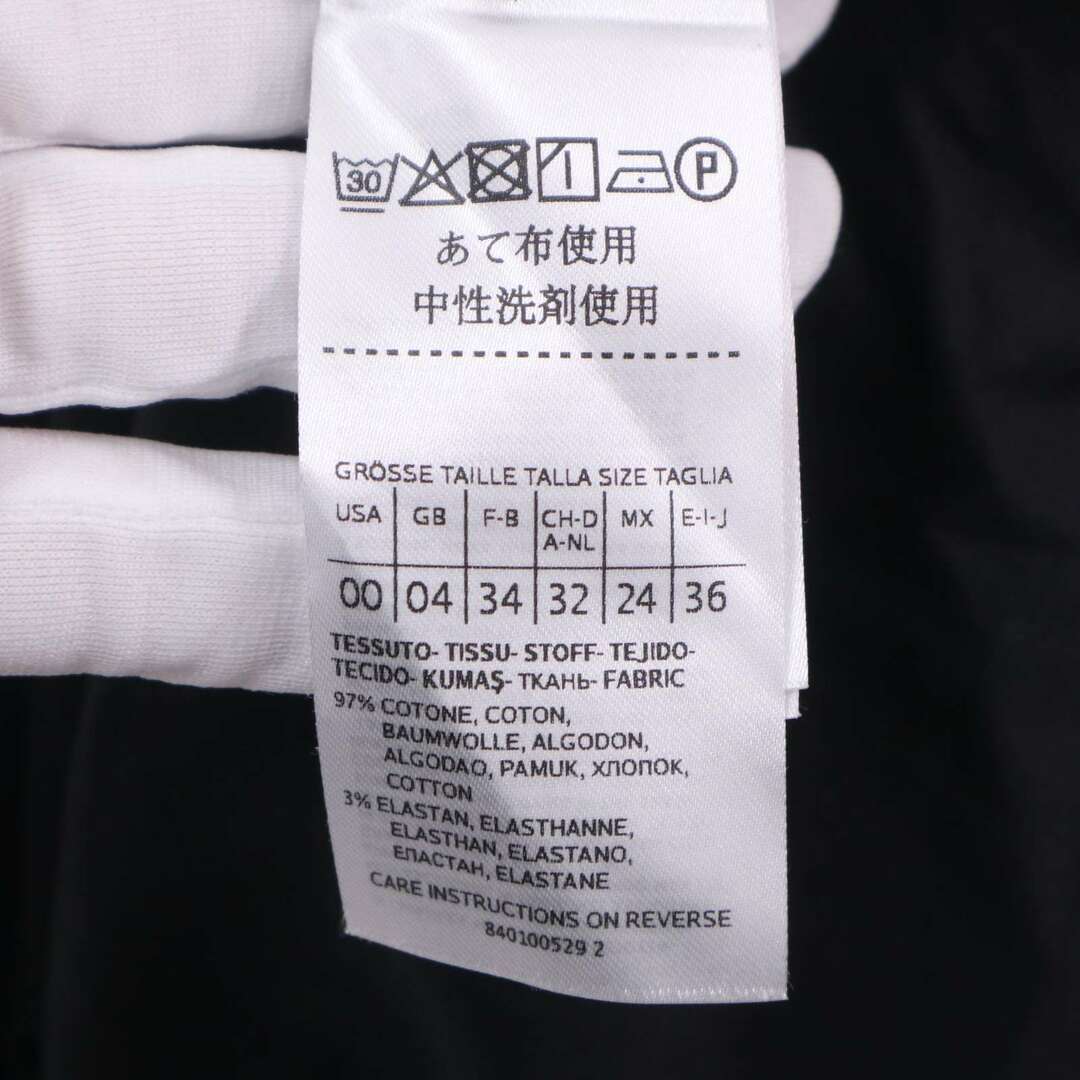 30 P
あて布使用
中性洗剤使用
GRÖSSE TAILLE TALLA SIZE TAGLIA
USA GB F-B CH-D MX E-I-J
A-NL
00 04 34 32 24 36
TESSUTO- TISSU- STOFF- TEJIDO-
TECIDO- KUMAŞ- ТКАНЬ- FABRIC
97% COTONE, COTON,
BAUMWOLLE, ALGODON,
ALGODAO, PAMUK, ХЛОПОК,
COTTON
3% ELASTAN, ELASTHANNE,
ELASTHAN, ELASTANO,
ЕПАСТАН, ELASTANE
CARE INSTRUCTIONS ON REVERSE
840100529 2